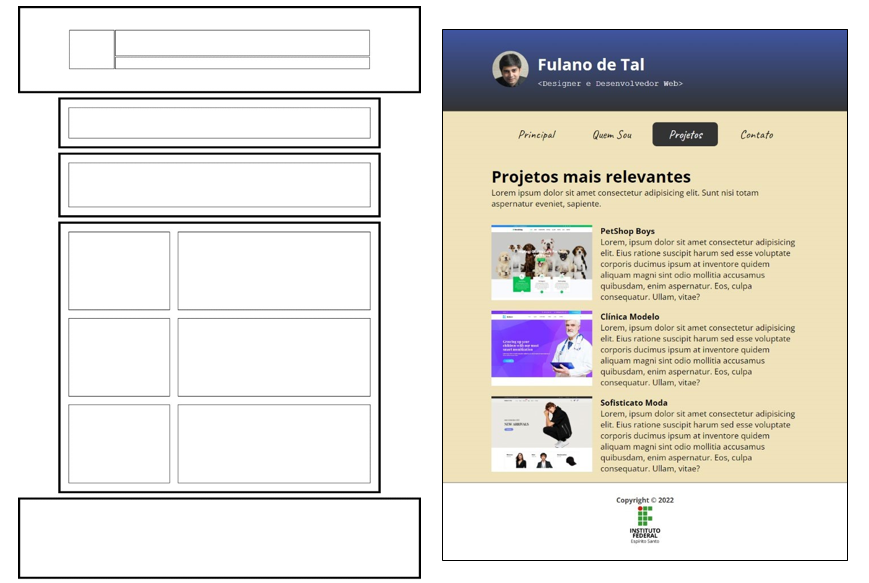 Fulano de Tal
<Designer e Desenvolvedor Web>
Principal
Quem Sou
Projetos
Contato
Projetos mais relevantes
Lorem ipsum dolor sit amet consectetur adipisicing elit. Sunt nisi totam
aspernatur eveniet, sapiente.
PetShop Boys
Lorem, ipsum dolor sit amet consectetur adipisicing
elit. Eius ratione suscipit harum sed esse voluptate
corporis ducimus ipsum at inventore quidem
aliquam magni sint odio mollitia accusamus
quibusdam, enim aspernatur. Eos, culpa
consequatur. Ullam, vitae?
Clínica Modelo
Lorem, ipsum dolor sit amet consectetur adipisicing
elit. Eius ratione suscipit harum sed esse voluptate
corporis ducimus ipsum at inventore quidem
aliquam magni sint odio mollitia accusamus
quibusdam, enim aspernatur. Eos, culpa
consequatur. Ullam, vitae?
Sofisticato Moda
Lorem, ipsum dolor sit amet consectetur adipisicing
elit. Eius ratione suscipit harum sed esse voluptate
corporis ducimus ipsum at inventore quidem
aliquam magni sint odio mollitia accusamus
quibusdam, enim aspernatur. Eos, culpa
consequatur. Ullam, vitae?
Copyright © 2022
INSTITUTO
FEDERAL
Espírito Santo